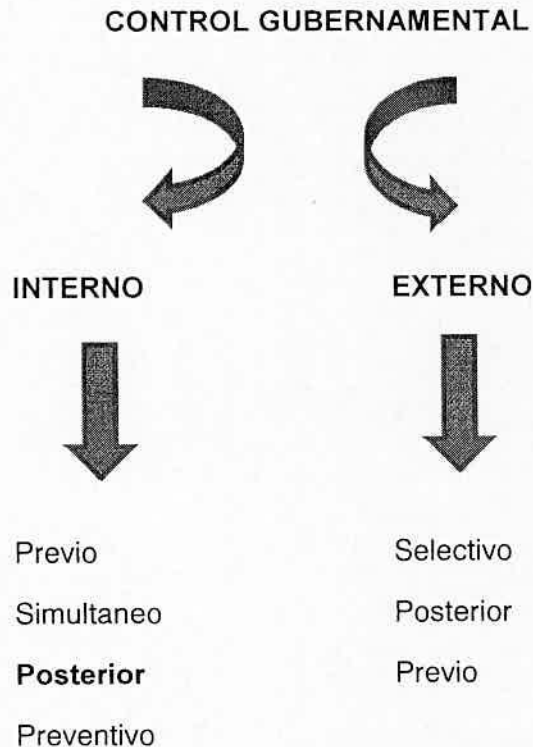 CONTROL GUBERNAMENTAL
INTERNO
EXTERNO
Previo
Simultaneo
Posterior
Preventivo
Selectivo
Posterior
Previo